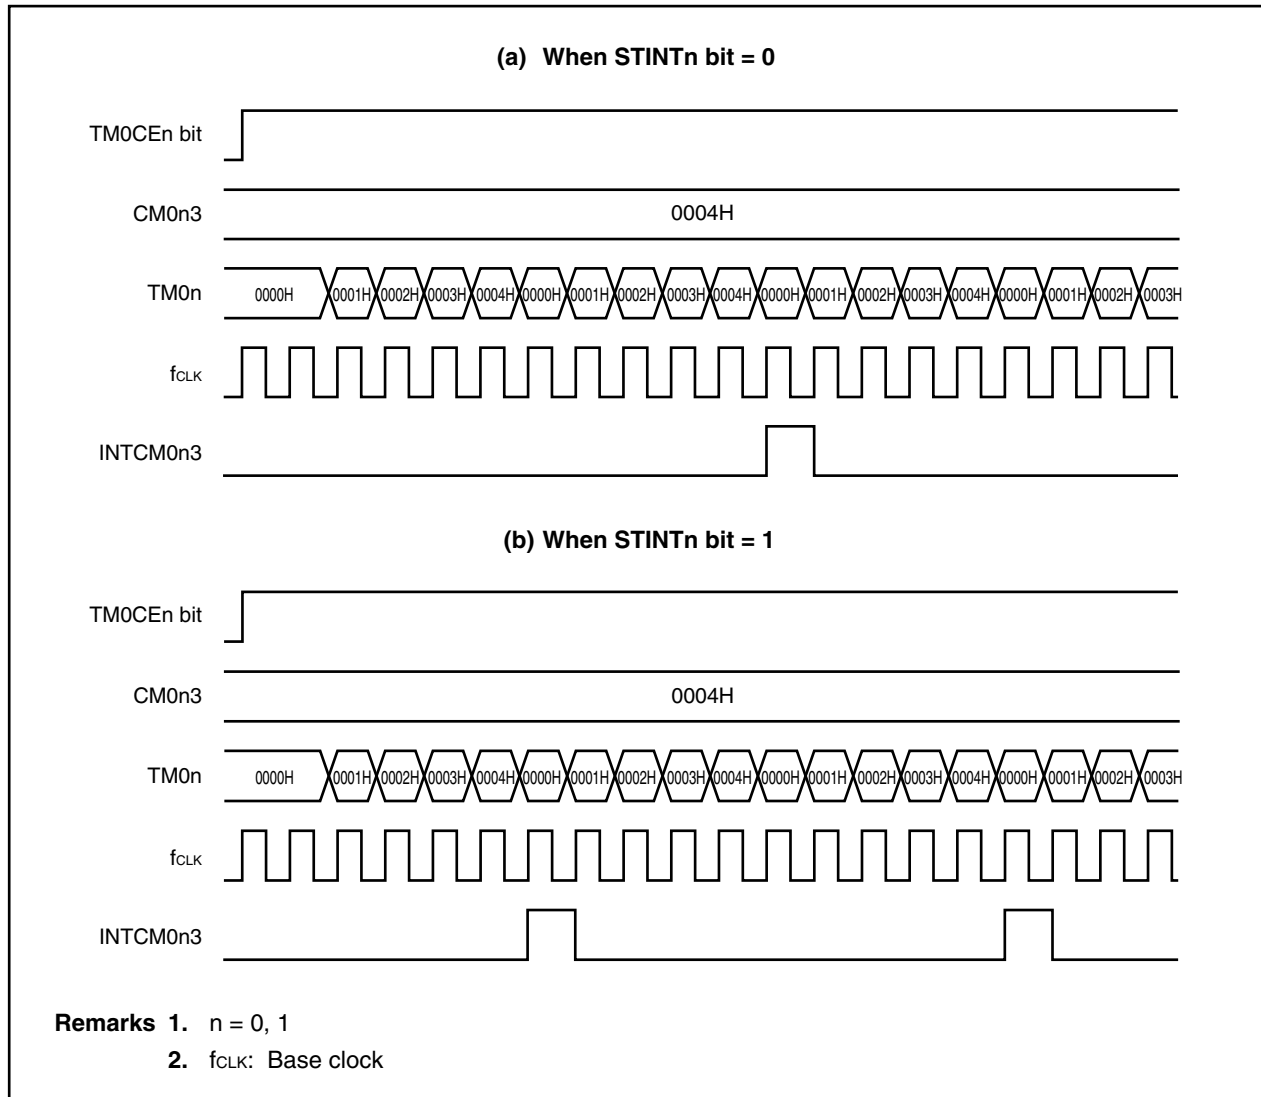 (a) When STINTn bit = 0
TM0CEn bit
CM0n3 0004H
TM0n 0000H 0001H 0002H 0003H 0004H 0000H 0001H 0002H 0003H 0004H 0000H 0001H 0002H 0003H 0004H 0000H 0001H 0002H 0003H
fCLK
INTCM0n3
(b) When STINTn bit = 1
TM0CEn bit
CM0n3 0004H
TM0n 0000H 0001H 0002H 0003H 0004H 0000H 0001H 0002H 0003H 0004H 0000H 0001H 0002H 0003H 0004H 0000H 0001H 0002H 0003H
fCLK
INTCM0n3
Remarks 1. n = 0, 1
2. fCLK: Base clock